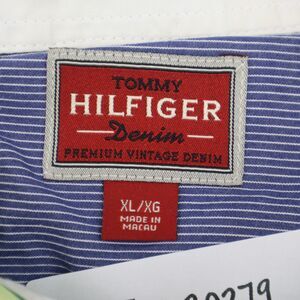 TOMMY
HILFIGER
Denim
PREMIUM VINTAGE DENIM
XL/XG
MADE IN
MACAU